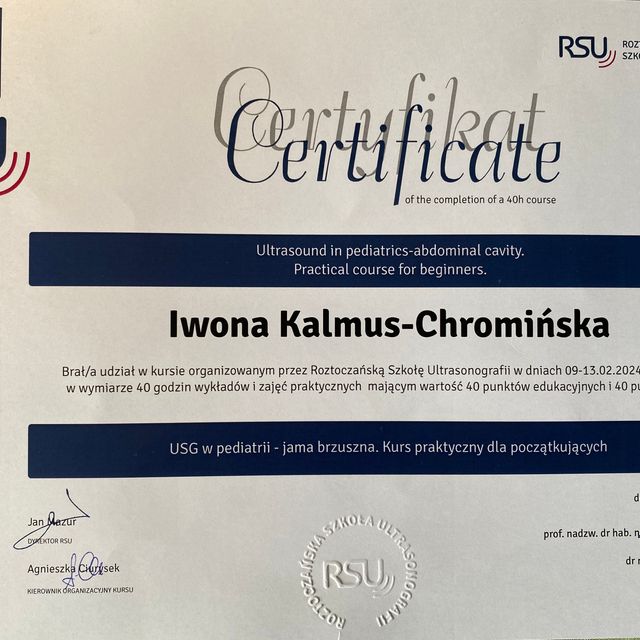 RSU
Certyfikat
Certificate
of the completion of a 40h course
Ultrasound in pediatrics-abdominal cavity.
Practical course for beginners.
Iwona Kalmus-Chromińska
Brał/a udział w kursie organizowanym przez Roztoczańską Szkołę Ultrasonografii w dniach 09-13.02.2024
w wymiarze 40 godzin wykładów i zajęć praktycznych mającym wartość 40 punktów edukacyjnych i 40
USG w pediatrii - jama brzuszna. Kurs praktyczny dla początkujących
Jan Mazur
DYREKTOR RSU
prof. nadzw. dr hab.
Agnieszka Ciurysek
KIEROWNIK ORGANIZACYJNY KURSU
ROZTOCZAŃSKA SZKOŁA ULTRASONOGRAFII
RSU